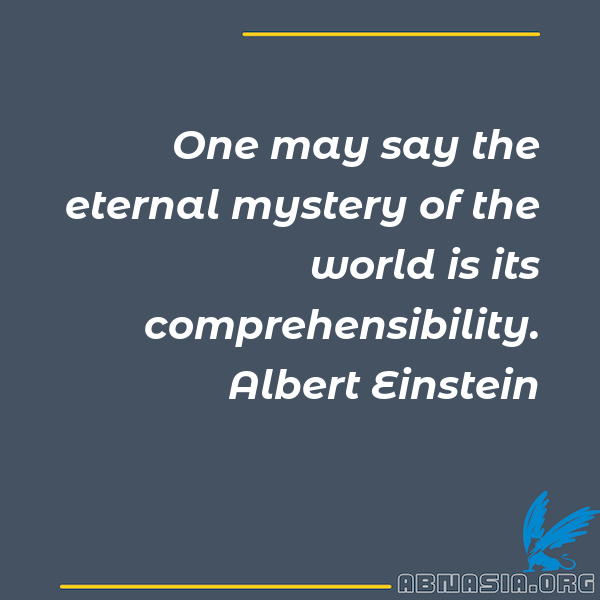 One may say the
eternal mystery of the
world is its
comprehensibility.
Albert Einstein
ABNASIA.ORG